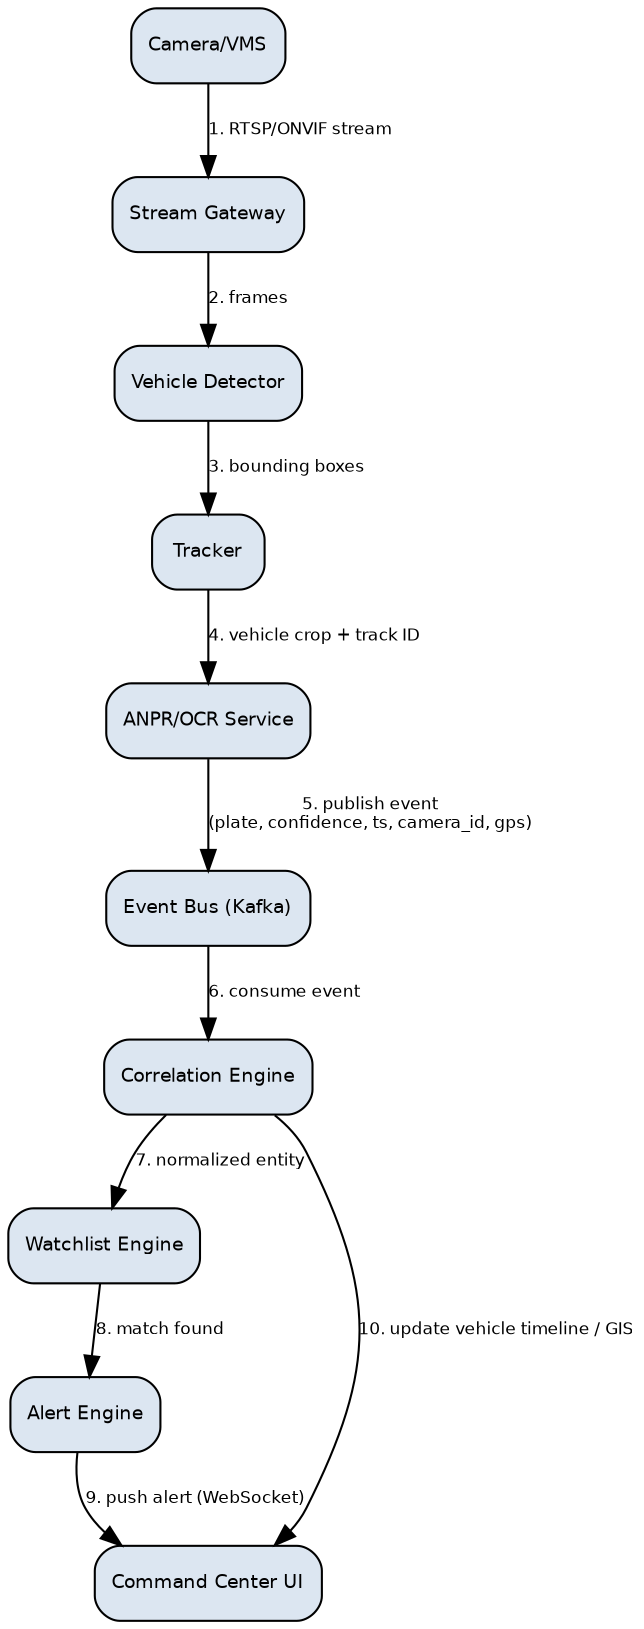 Camera/VMS
1. RTSP/ONVIF stream
Stream Gateway
2. frames
Vehicle Detector
3. bounding boxes
Tracker
4. vehicle crop + track ID
ANPR/OCR Service
5. publish event
(plate, confidence, ts, camera_id, gps)
Event Bus (Kafka)
6. consume event
Correlation Engine
7. normalized entity
Watchlist Engine
8. match found
10. update vehicle timeline / GIS
Alert Engine
9. push alert (WebSocket)
Command Center UI